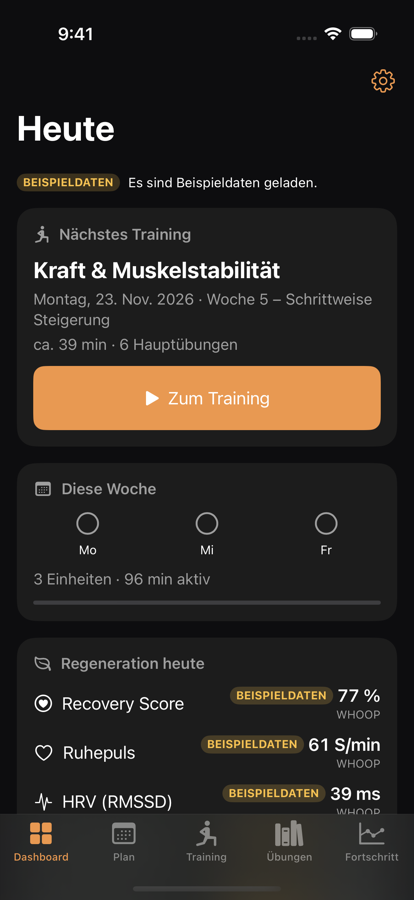 9:41
Heute
BEISPIELDATEN Es sind Beispieldaten geladen.
Nächstes Training
Kraft & Muskelstabilität
Montag, 23. Nov. 2026 · Woche 5 – Schrittweise
Steigerung
ca. 39 min · 6 Hauptübungen
Zum Training
Diese Woche
Mo Mi Fr
3 Einheiten · 96 min aktiv
Regeneration heute
Recovery Score BEISPIELDATEN 77 %
WHOOP
Ruhepuls BEISPIELDATEN 61 S/min
WHOOP
HRV (RMSSD) BEISPIELDATEN 39 ms
WHOOP
Dashboard Plan Training Übungen Fortschritt